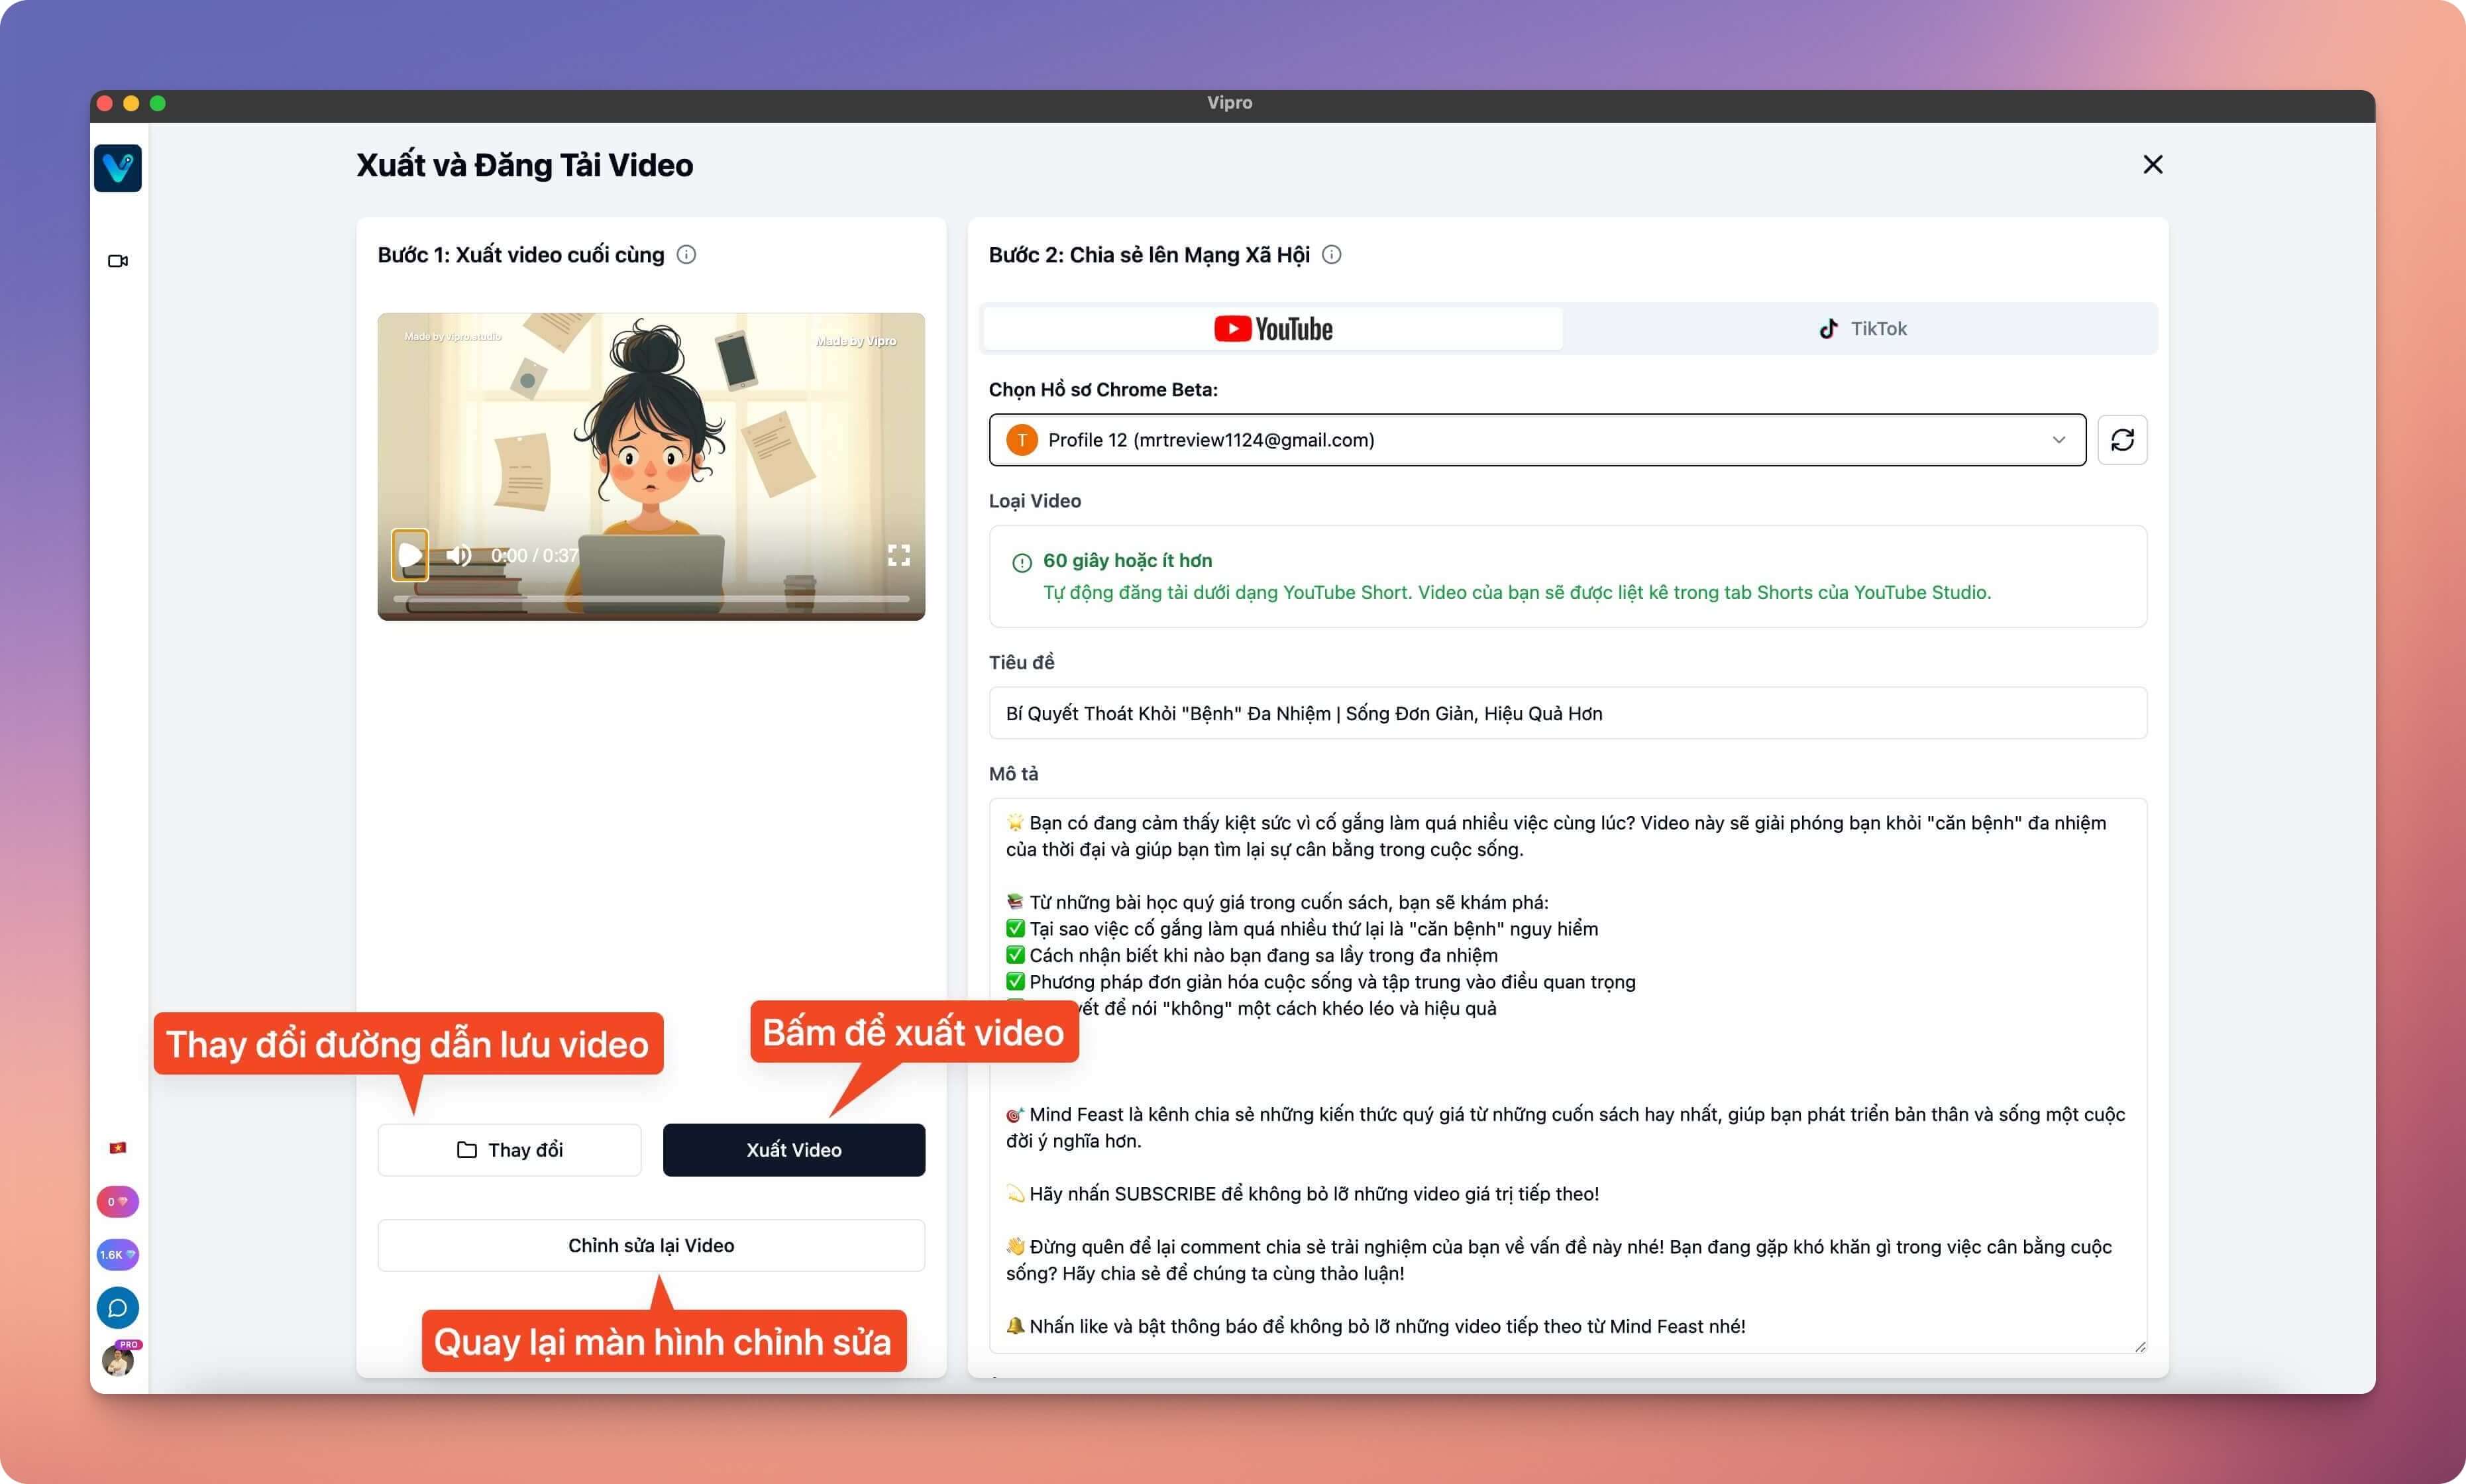 Vipro
Xuất và Đăng Tải Video
Bước 1: Xuất video cuối cùng
Made by vipro.studio
Made by Vipro
0:00 / 0:37
Thay đổi đường dẫn lưu video
Bấm để xuất video
Thay đổi
Xuất Video
Chỉnh sửa lại Video
Quay lại màn hình chỉnh sửa
0
1.6K
PRO
Bước 2: Chia sẻ lên Mạng Xã Hội
YouTube
TikTok
Chọn Hồ sơ Chrome Beta:
T Profile 12 (mrtreview1124@gmail.com)
Loại Video
60 giây hoặc ít hơn
Tự động đăng tải dưới dạng YouTube Short. Video của bạn sẽ được liệt kê trong tab Shorts của YouTube Studio.
Tiêu đề
Bí Quyết Thoát Khỏi "Bệnh" Đa Nhiệm | Sống Đơn Giản, Hiệu Quả Hơn
Mô tả
🌟 Bạn có đang cảm thấy kiệt sức vì cố gắng làm quá nhiều việc cùng lúc? Video này sẽ giải phóng bạn khỏi "căn bệnh" đa nhiệm
của thời đại và giúp bạn tìm lại sự cân bằng trong cuộc sống.
📚 Từ những bài học quý giá trong cuốn sách, bạn sẽ khám phá:
✅ Tại sao việc cố gắng làm quá nhiều thứ lại là "căn bệnh" nguy hiểm
✅ Cách nhận biết khi nào bạn đang sa lầy trong đa nhiệm
✅ Phương pháp đơn giản hóa cuộc sống và tập trung vào điều quan trọng
để nói "không" một cách khéo léo và hiệu quả
🎯 Mind Feast là kênh chia sẻ những kiến thức quý giá từ những cuốn sách hay nhất, giúp bạn phát triển bản thân và sống một cuộc
đời ý nghĩa hơn.
💫 Hãy nhấn SUBSCRIBE để không bỏ lỡ những video giá trị tiếp theo!
👋 Đừng quên để lại comment chia sẻ trải nghiệm của bạn về vấn đề này nhé! Bạn đang gặp khó khăn gì trong việc cân bằng cuộc
sống? Hãy chia sẻ để chúng ta cùng thảo luận!
🔔 Nhấn like và bật thông báo để không bỏ lỡ những video tiếp theo từ Mind Feast nhé!